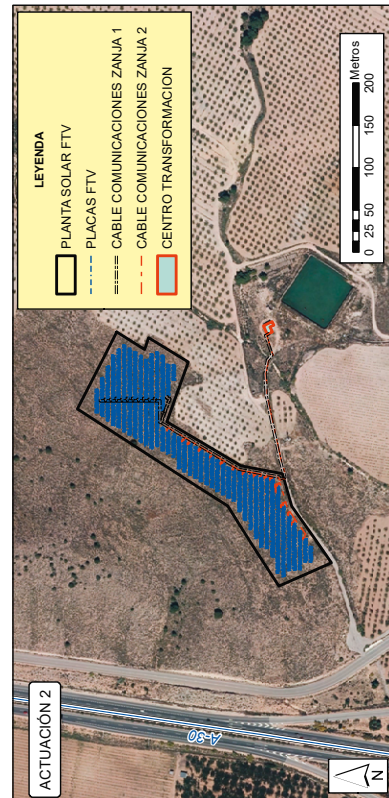 ACTUACIÓN 2
A-30
LEYENDA
PLANTA SOLAR FTV
PLACAS FTV
CABLE COMUNICACIONES ZANJA 1
CABLE COMUNICACIONES ZANJA 2
CENTRO TRANSFORMACION
0 25 50 100 150 200
Metros
N